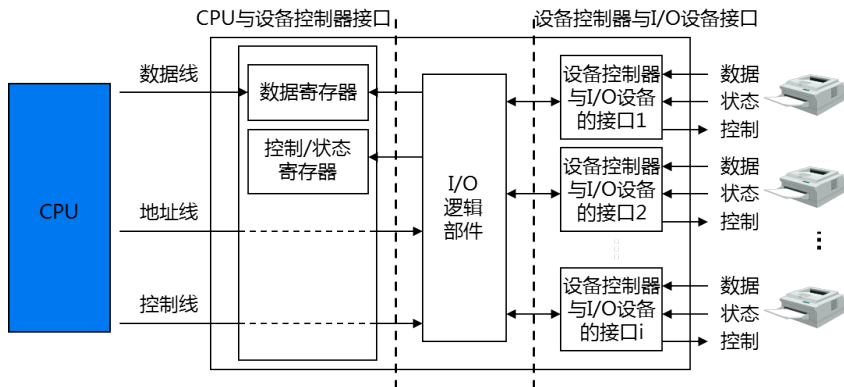 CPU与设备控制器接口
设备控制器与I/O设备接口
数据线
数据寄存器
控制/状态
寄存器
CPU
地址线
控制线
I/O
逻辑
部件
设备控制器
与I/O设备
的接口1
数据
状态
控制
设备控制器
与I/O设备
的接口2
数据
状态
控制
设备控制器
与I/O设备
的接口i
数据
状态
控制